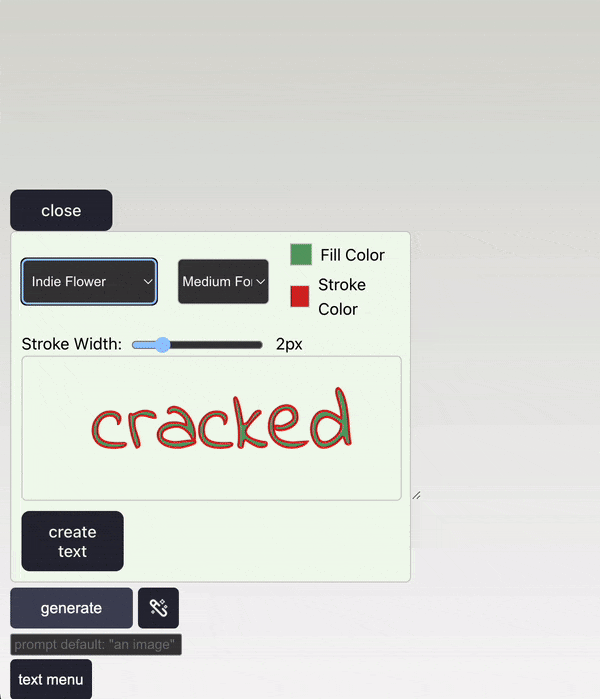 close
Indie Flower
Medium Fo
Fill Color
Stroke
Color
Stroke Width:
2px
cracked
create
text
generate
prompt default: "an image"
text menu